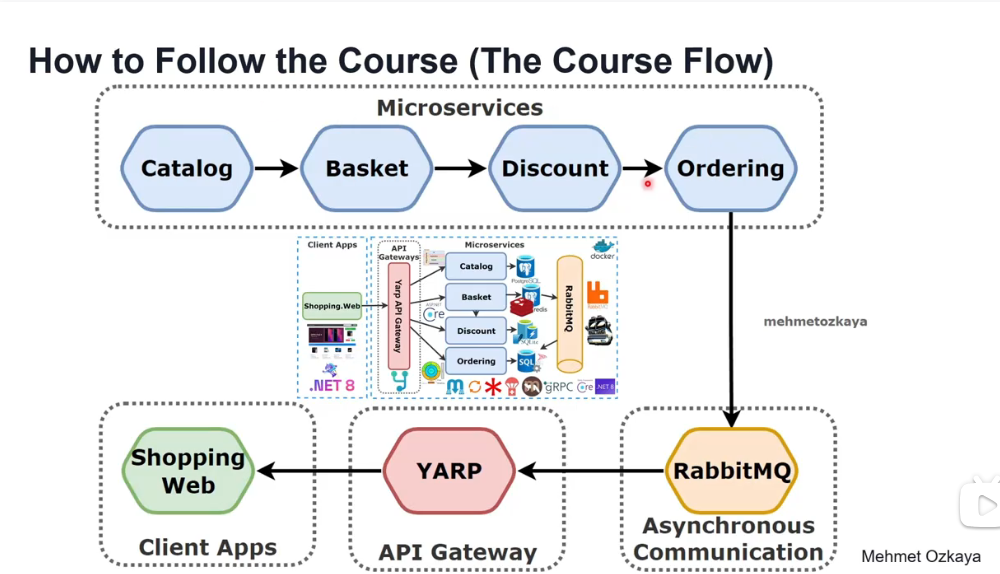 How to Follow the Course (The Course Flow)
Microservices
Catalog
Basket
Discount
Ordering
Client Apps
API
Gateways
Microservices
docker
Shopping.Web
Yarp API Gateway
Catalog
Basket
Discount
Ordering
PostgreSQL
redis
SQLite
SQL
RabbitMQ
.NET 8
gRPC
mehmetozkaya
Shopping
Web
YARP
RabbitMQ
Client Apps
API Gateway
Asynchronous
Communication
Mehmet Ozkaya